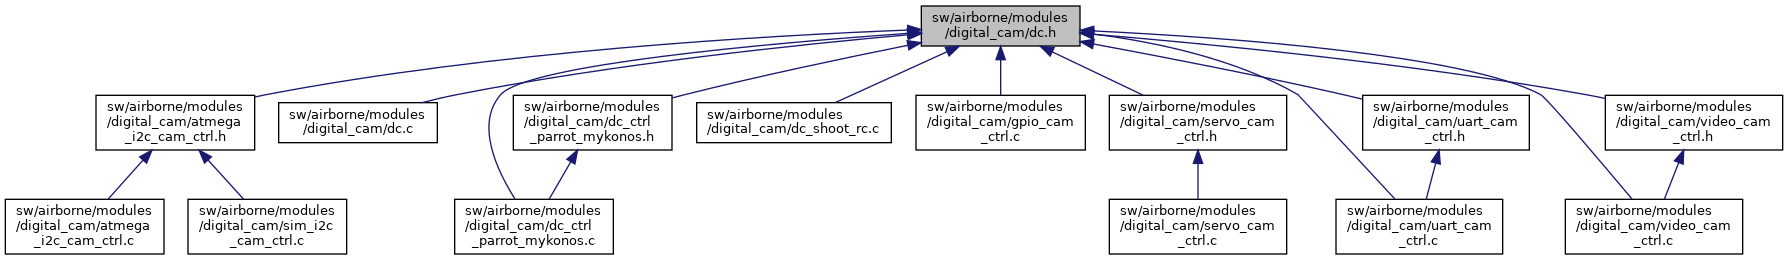 sw/airborne/modules
/digital_cam/dc.h
sw/airborne/modules
/digital_cam/atmega
_i2c_cam_ctrl.h
sw/airborne/modules
/digital_cam/dc.c
sw/airborne/modules
/digital_cam/dc_ctrl
_parrot_mykonos.h
sw/airborne/modules
/digital_cam/dc_shoot_rc.c
sw/airborne/modules
/digital_cam/gpio_cam
_ctrl.c
sw/airborne/modules
/digital_cam/servo_cam
_ctrl.h
sw/airborne/modules
/digital_cam/uart_cam
_ctrl.h
sw/airborne/modules
/digital_cam/video_cam
_ctrl.h
sw/airborne/modules
/digital_cam/atmega
_i2c_cam_ctrl.c
sw/airborne/modules
/digital_cam/sim_i2c
_cam_ctrl.c
sw/airborne/modules
/digital_cam/dc_ctrl
_parrot_mykonos.c
sw/airborne/modules
/digital_cam/servo_cam
_ctrl.c
sw/airborne/modules
/digital_cam/uart_cam
_ctrl.c
sw/airborne/modules
/digital_cam/video_cam
_ctrl.c